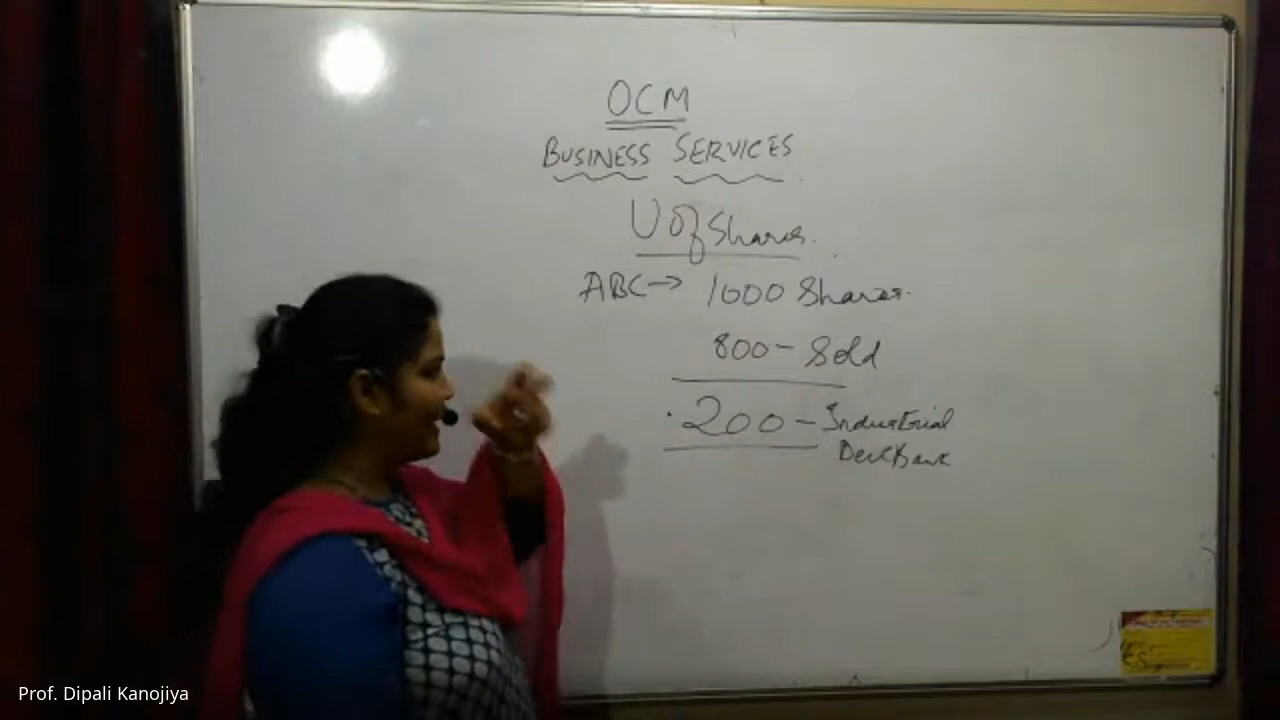 OCM
BUSINESS SERVICES
U of Shares.
ABC → 1000 Shares.
800 - Sold
200 - Industrial
Dev Bank
Prof. Dipali Kanojiya